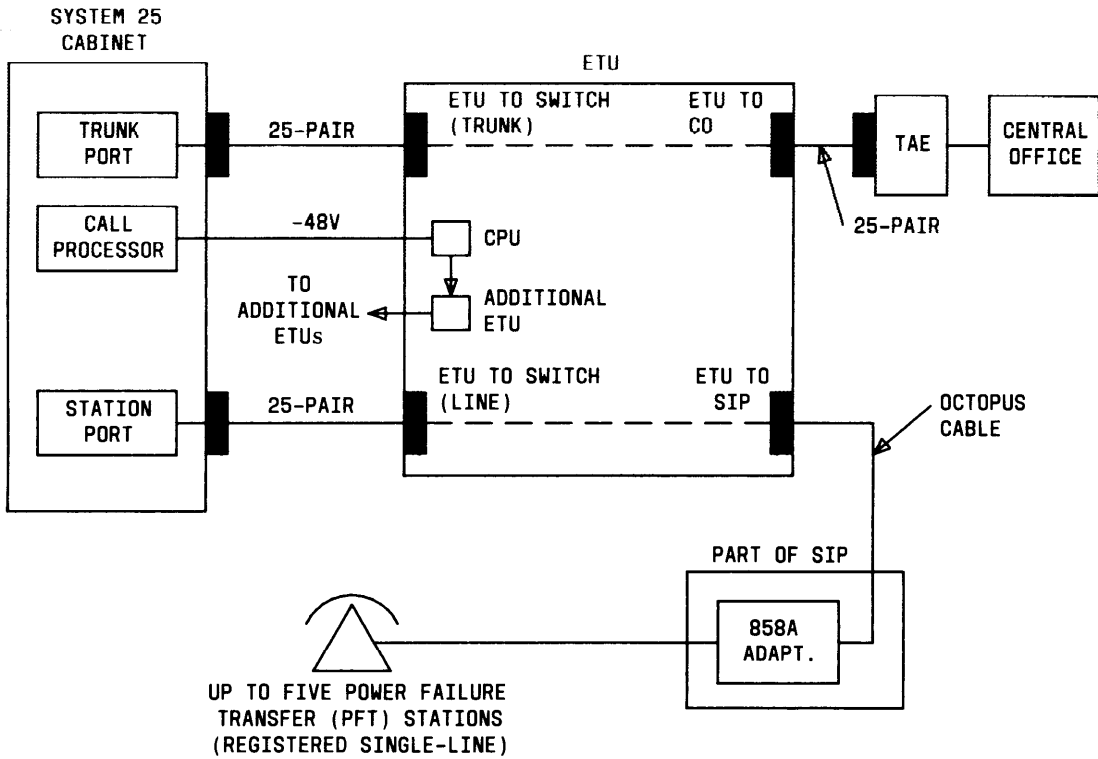 SYSTEM 25
CABINET
ETU
TRUNK
PORT
25-PAIR
ETU TO SWITCH
(TRUNK)
ETU TO
CO
TAE
CENTRAL
OFFICE
25-PAIR
CALL
PROCESSOR
-48V
CPU
TO
ADDITIONAL
ETUs
ADDITIONAL
ETU
STATION
PORT
25-PAIR
ETU TO SWITCH
(LINE)
ETU TO
SIP
OCTOPUS
CABLE
PART OF SIP
858A
ADAPT.
UP TO FIVE POWER FAILURE
TRANSFER (PFT) STATIONS
(REGISTERED SINGLE-LINE)